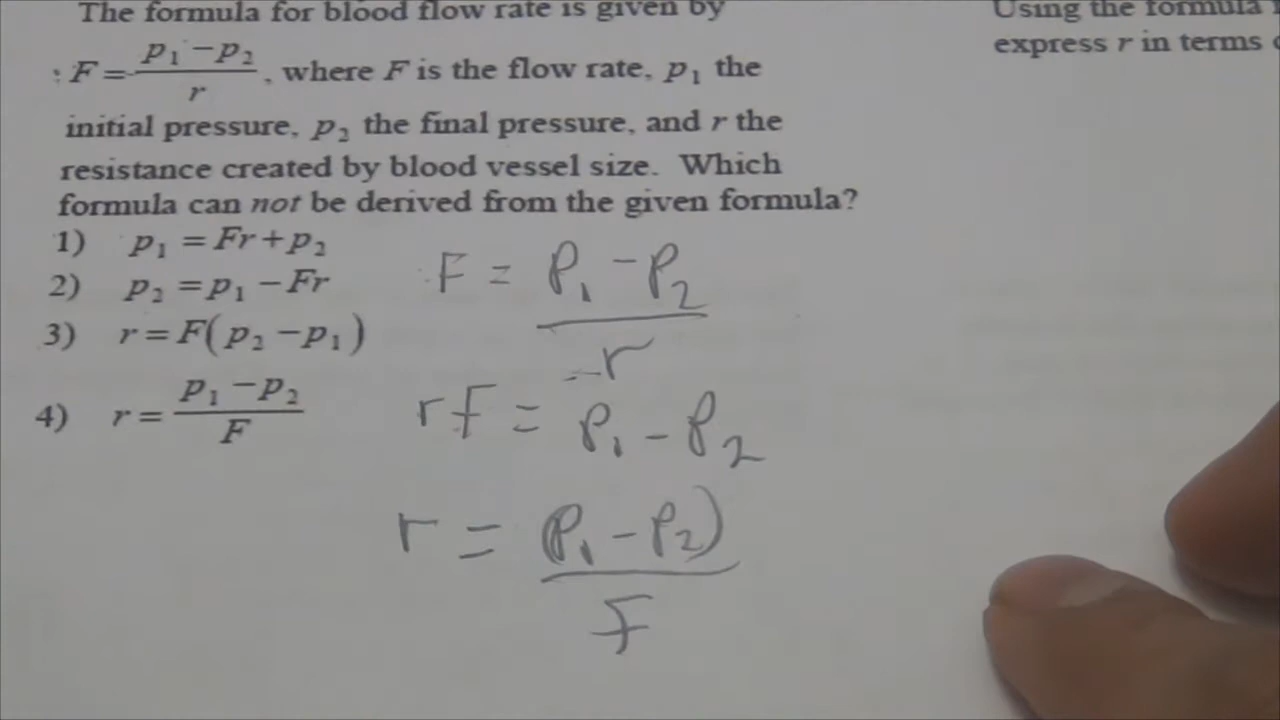 The formula for blood flow rate is given by
F = (p₁ − p₂) / r, where F is the flow rate, p₁ the
initial pressure, p₂ the final pressure, and r the
resistance created by blood vessel size. Which
formula can not be derived from the given formula?
1) p₁ = Fr + p₂
2) p₂ = p₁ − Fr
3) r = F(p₂ − p₁)
4) r = (p₁ − p₂) / F
F = (P₁ − P₂) / r
rF = P₁ − P₂
r = (P₁ − P₂) / F
Using the formula
express r in terms